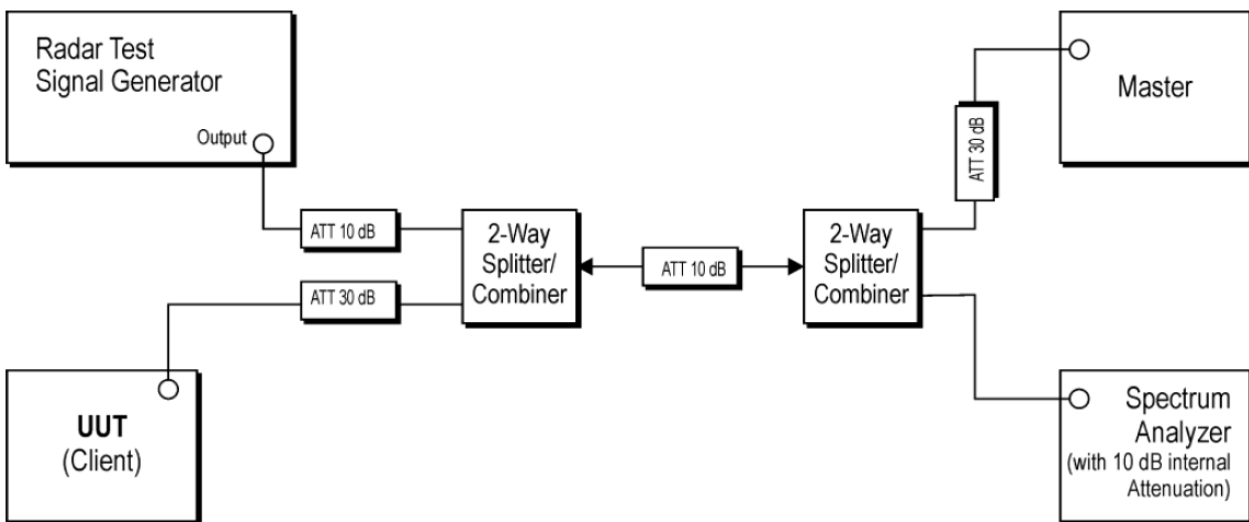 Radar Test
Signal Generator
Output
ATT 10 dB
ATT 30 dB
UUT
(Client)
2-Way
Splitter/
Combiner
ATT 10 dB
2-Way
Splitter/
Combiner
ATT 30 dB
Master
Spectrum
Analyzer
(with 10 dB internal
Attenuation)